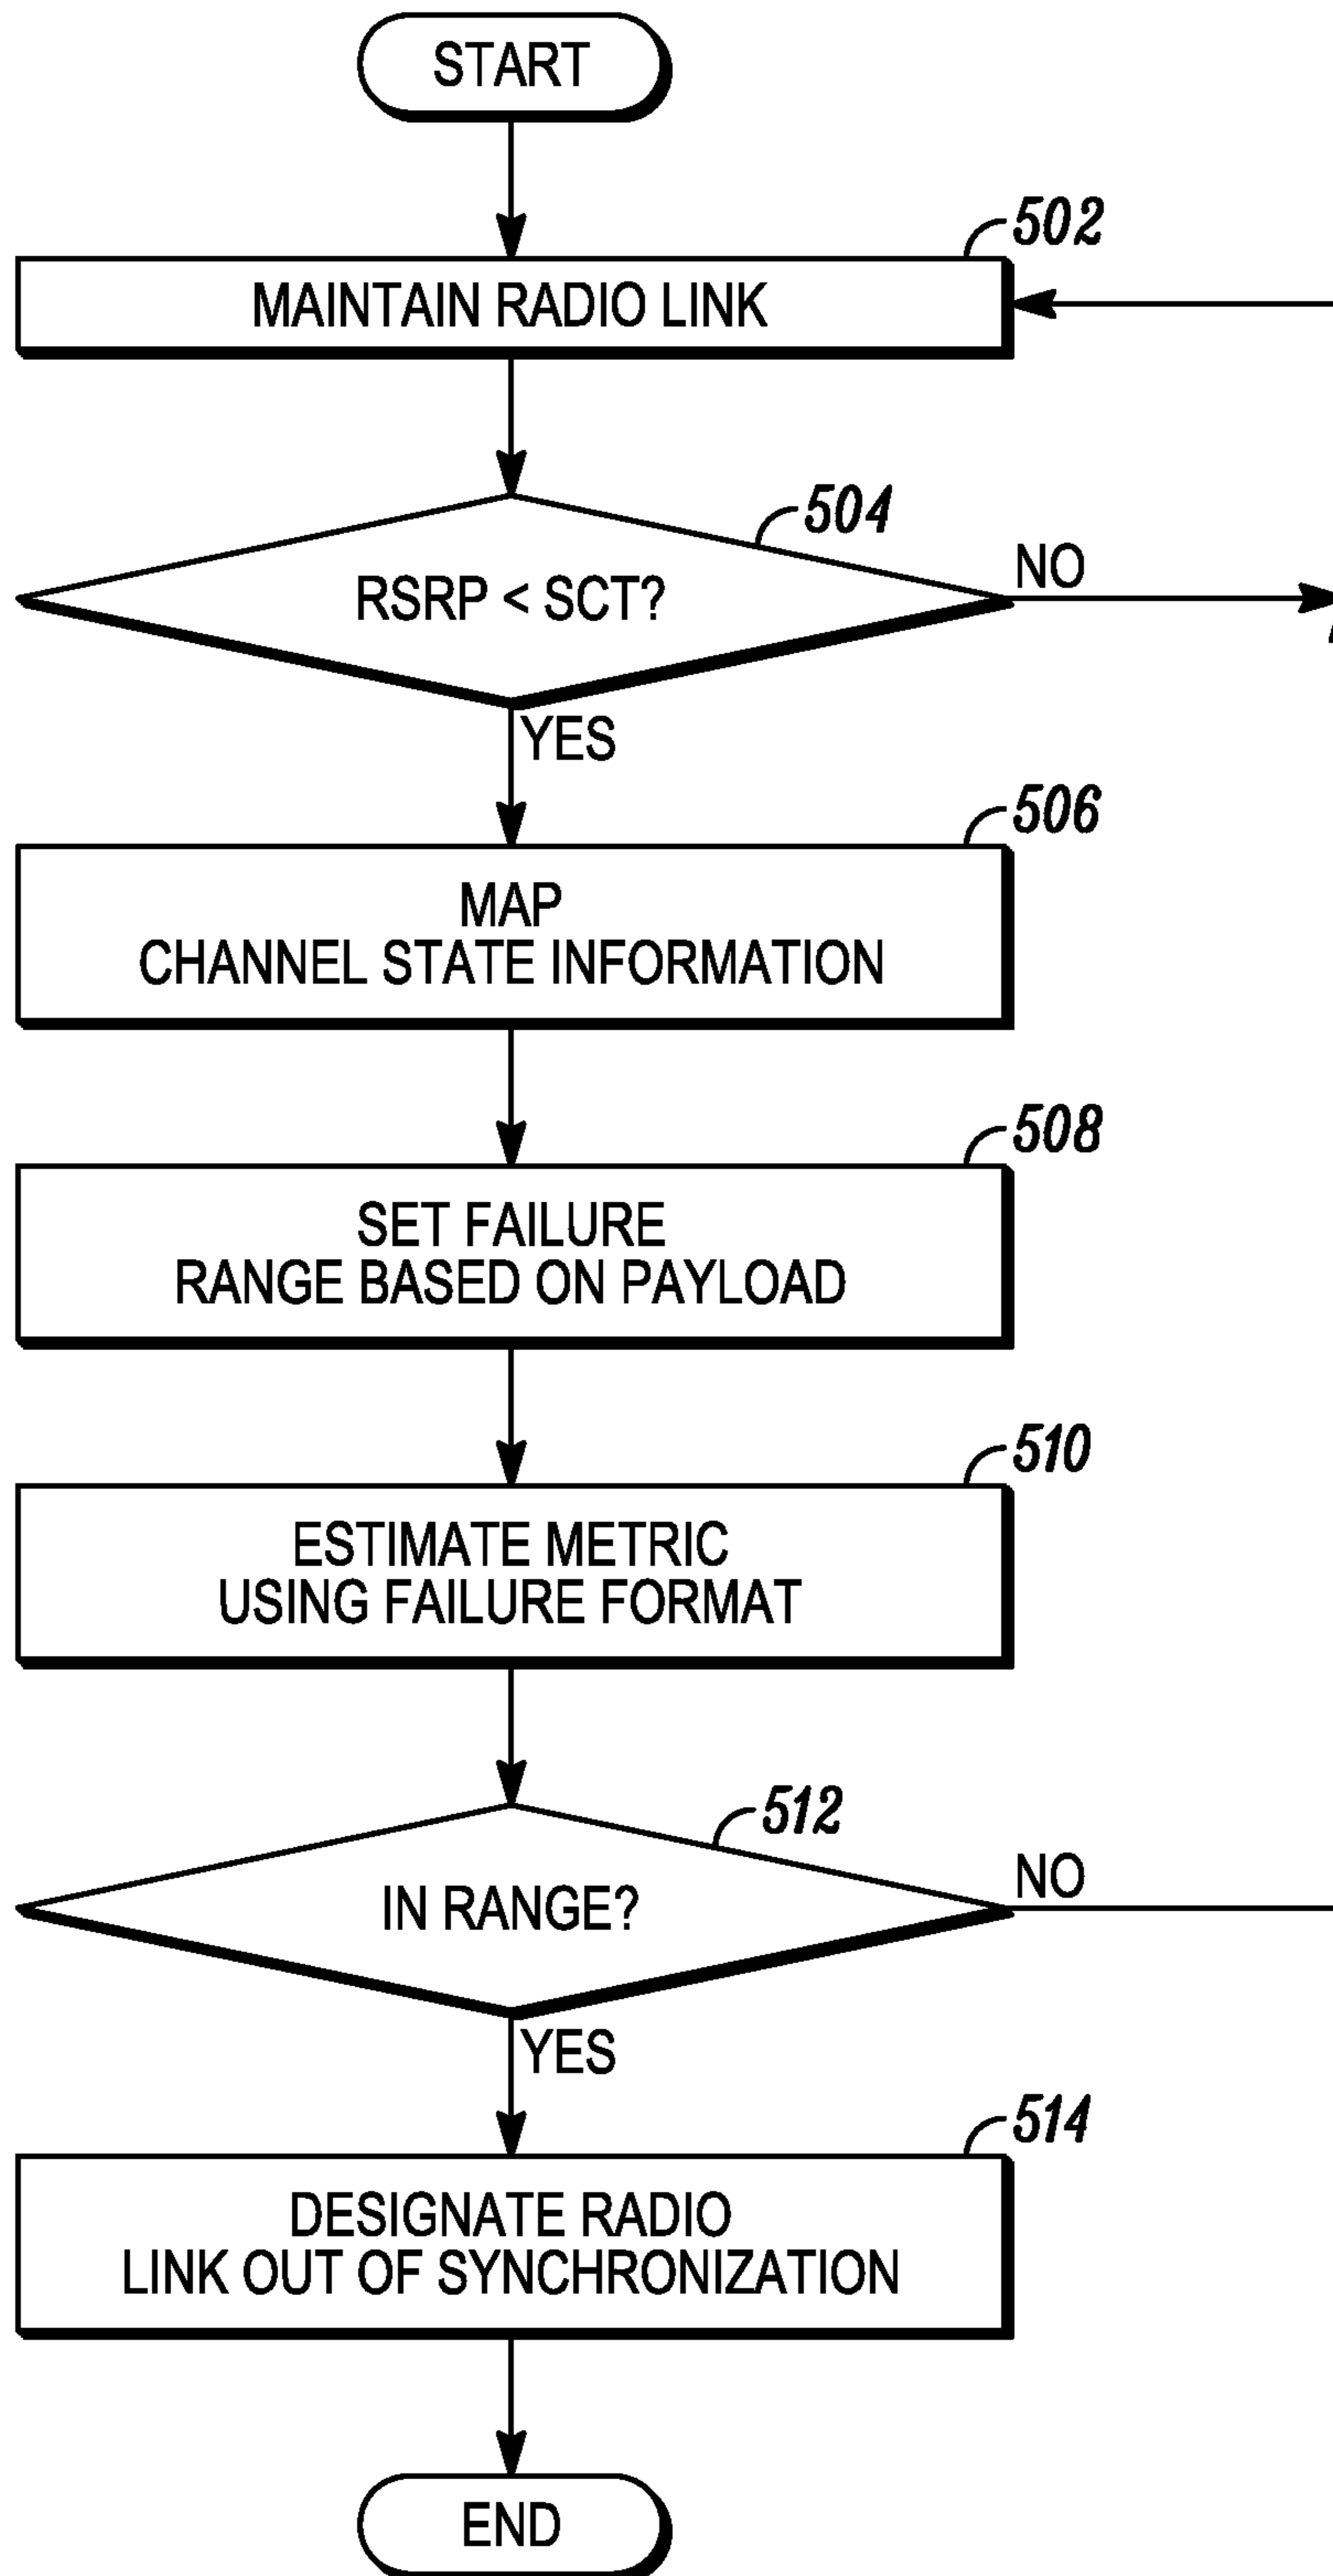 START
502
MAINTAIN RADIO LINK
504
RSRP < SCT?
NO
YES
506
MAP
CHANNEL STATE INFORMATION
508
SET FAILURE
RANGE BASED ON PAYLOAD
510
ESTIMATE METRIC
USING FAILURE FORMAT
512
IN RANGE?
NO
YES
514
DESIGNATE RADIO
LINK OUT OF SYNCHRONIZATION
END